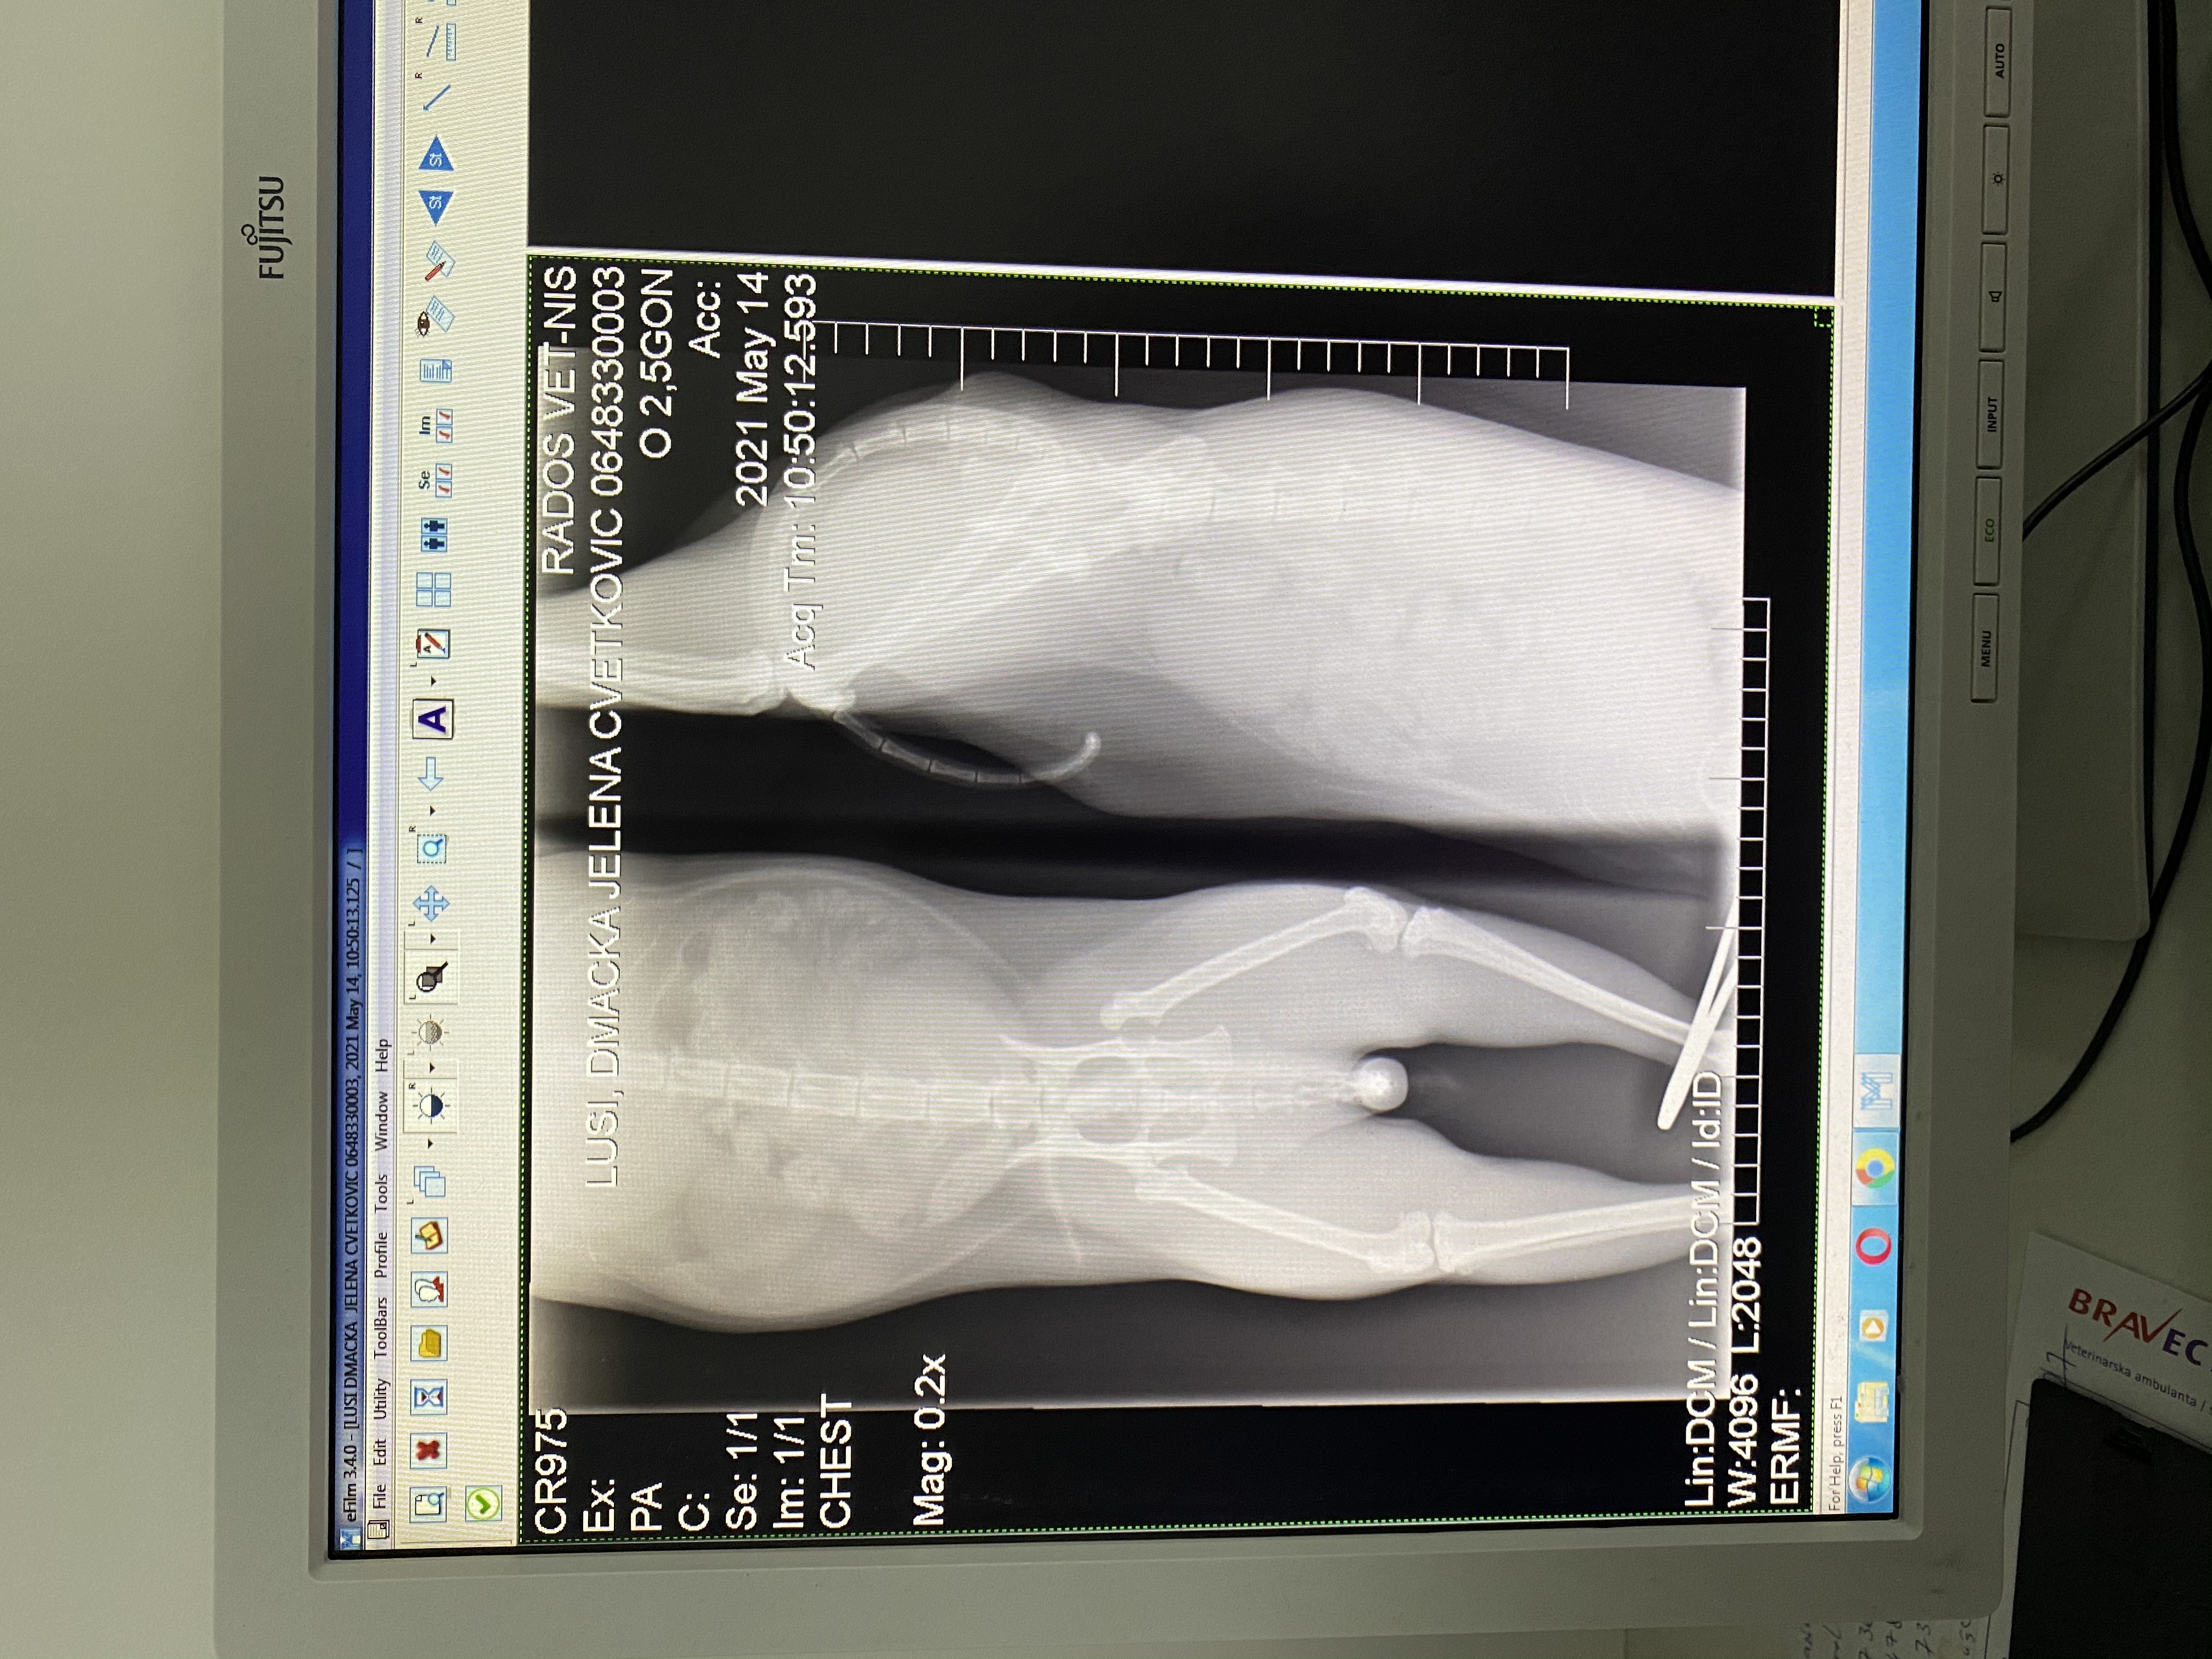 FUJITSU
eFilm 3.4.0 - [LUSI DMACKA JELENA CVETKOVIC 0648330003, 2021 May 14, 10:50:13.125 / ]
File Edit Utility ToolBars Profile Tools Window Help
L R L L L R A L Se Im St St R R
CR975
Ex:
PA
C:
Se: 1/1
Im: 1/1
CHEST
Mag: 0.2x
RADOS VET-NIS
LUSI, DMACKA JELENA CVETKOVIC 0648330003
O 2,5GON
Acc:
2021 May 14
Acq Tm: 10:50:12.593
Lin:DCM / Lin:DCM / Id:ID
W:4096 L:2048
ERMF:
For Help, press F1
MENU ECO INPUT AUTO
BRAVEC
Veterinarska ambulanta /